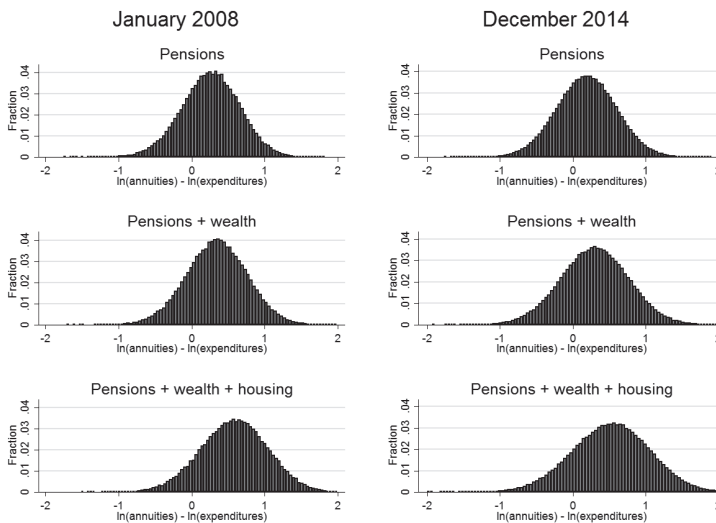 January 2008
December 2014
Pensions
Pensions
Fraction
0 .01 .02 .03 .04
-2 -1 0 1 2
ln(annuities) - ln(expenditures)
Fraction
0 .01 .02 .03 .04
-2 -1 0 1 2
ln(annuities) - ln(expenditures)
Pensions + wealth
Pensions + wealth
Fraction
0 .01 .02 .03 .04
-2 -1 0 1 2
ln(annuities) - ln(expenditures)
Fraction
0 .01 .02 .03 .04
-2 -1 0 1 2
ln(annuities) - ln(expenditures)
Pensions + wealth + housing
Pensions + wealth + housing
Fraction
0 .01 .02 .03 .04
-2 -1 0 1 2
ln(annuities) - ln(expenditures)
Fraction
0 .01 .02 .03 .04
-2 -1 0 1 2
ln(annuities) - ln(expenditures)